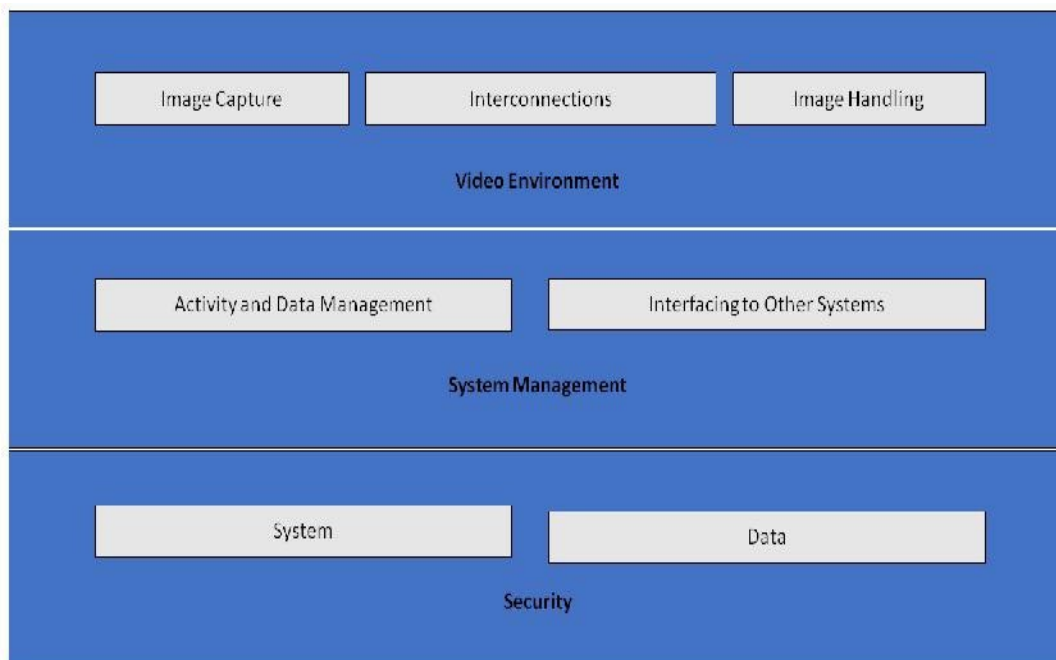 Image Capture
Interconnections
Image Handling
Video Environment
Activity and Data Management
Interfacing to Other Systems
System Management
System
Data
Security